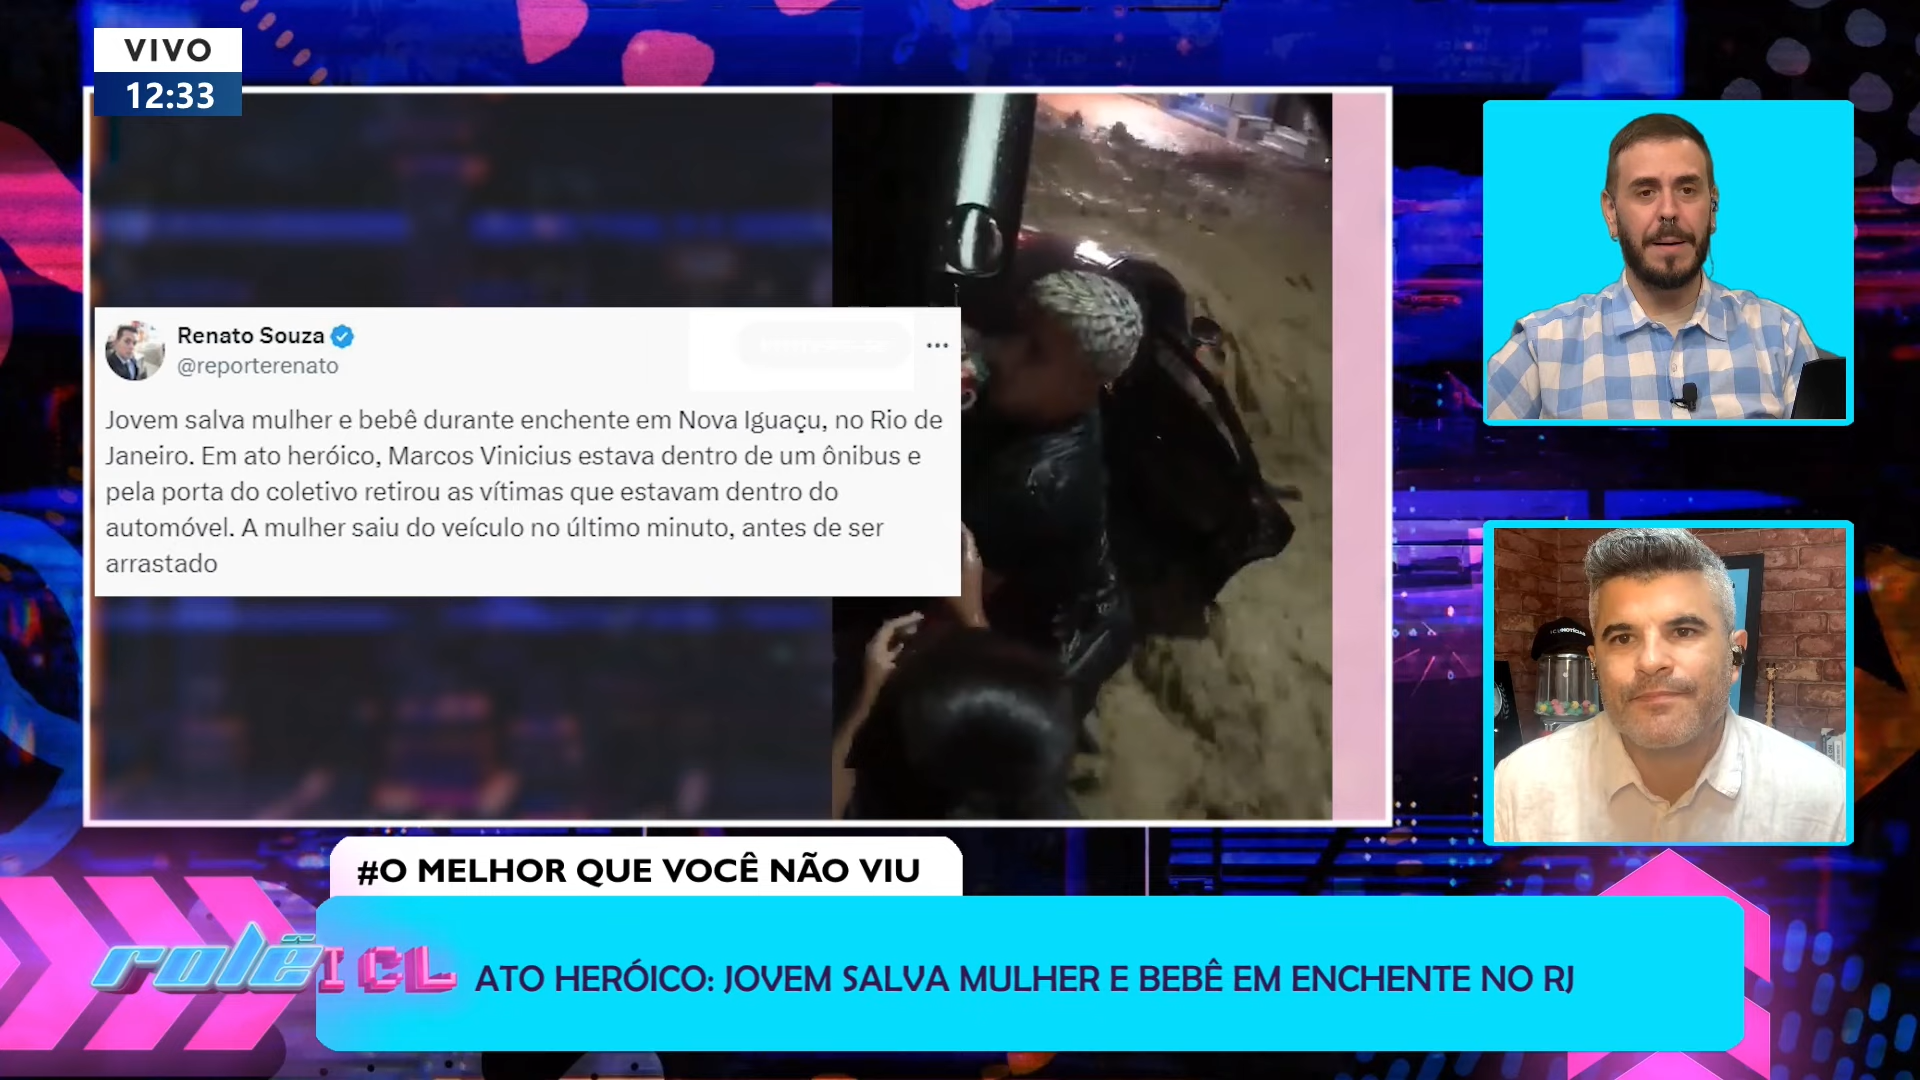 VIVO
12:33
Renato Souza
@reporterenato
Jovem salva mulher e bebê durante enchente em Nova Iguaçu, no Rio de
Janeiro. Em ato heróico, Marcos Vinicius estava dentro de um ônibus e
pela porta do coletivo retirou as vítimas que estavam dentro do
automóvel. A mulher saiu do veículo no último minuto, antes de ser
arrastado
#O MELHOR QUE VOCÊ NÃO VIU
rolê ICL
ATO HERÓICO: JOVEM SALVA MULHER E BEBÊ EM ENCHENTE NO RJ